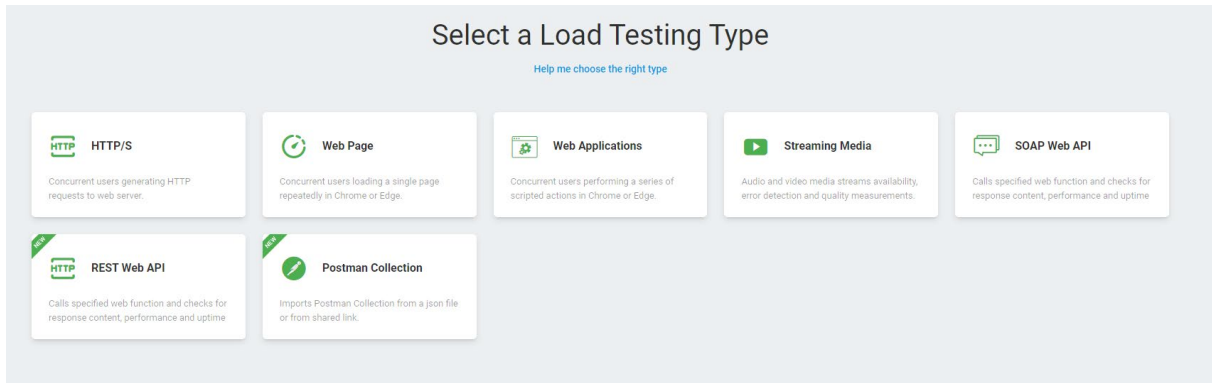 Select a Load Testing Type
Help me choose the right type
HTTP HTTP/S
Concurrent users generating HTTP
requests to web server.
Web Page
Concurrent users loading a single page
repeatedly in Chrome or Edge.
Web Applications
Concurrent users performing a series of
scripted actions in Chrome or Edge.
Streaming Media
Audio and video media streams availability,
error detection and quality measurements.
SOAP Web API
Calls specified web function and checks for
response content, performance and uptime
NEW
HTTP REST Web API
Calls specified web function and checks for
response content, performance and uptime
NEW
Postman Collection
Imports Postman Collection from a json file
or from shared link.